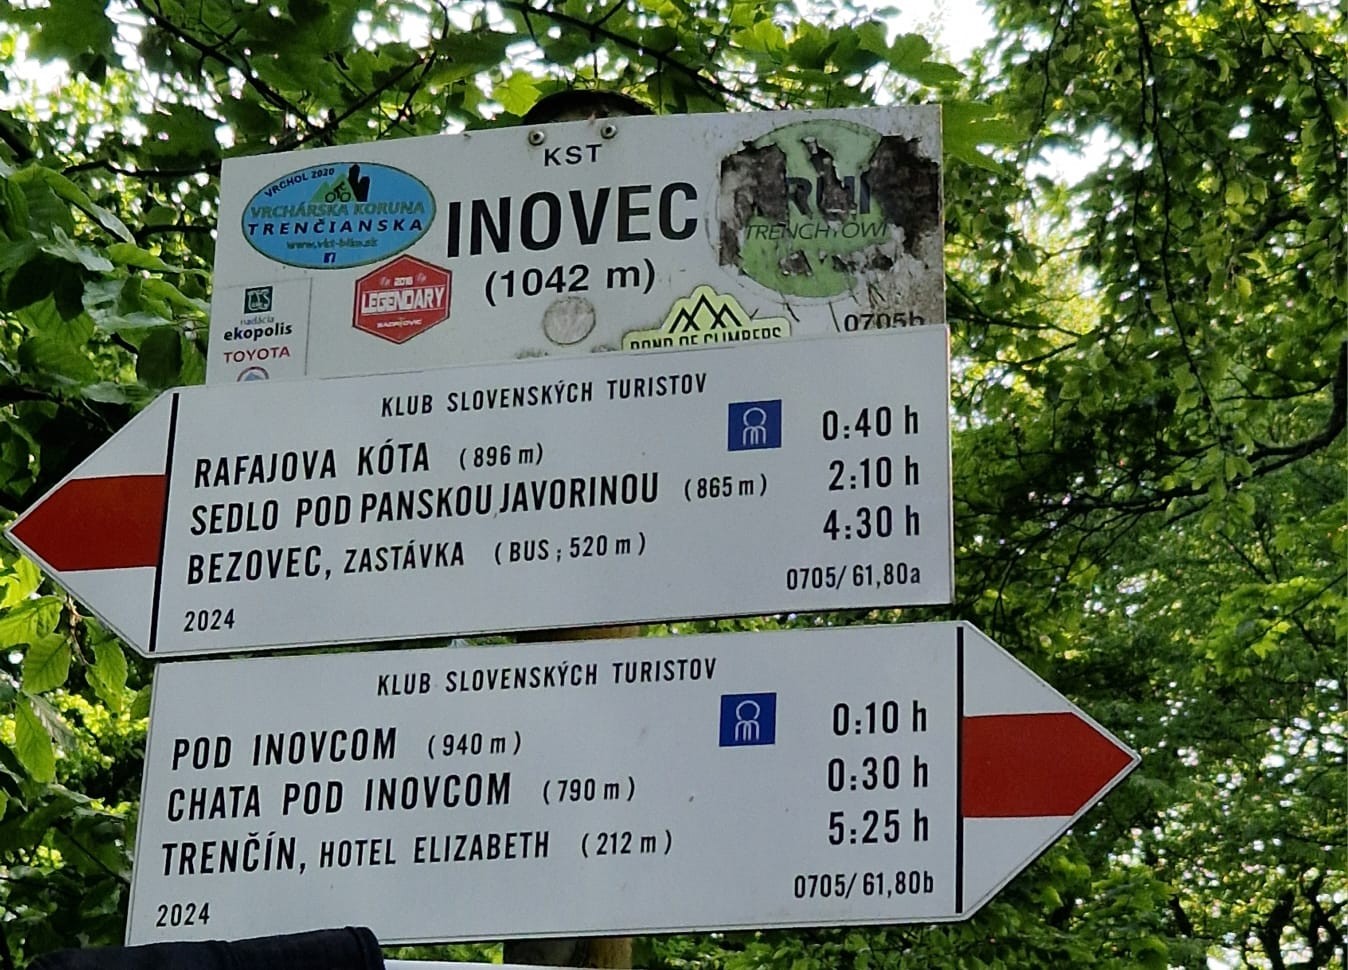 KST
VRCHOL 2020
VRCHÁRSKA KORUNA
TRENČIANSKA
www.vkt-bike.sk
INOVEC
TRENCH
(1042 m)
2018
LEGENDARY
nadácia
ekopolis
TOYOTA
BOND OF CLIMBERS
0705b
KLUB SLOVENSKÝCH TURISTOV
RAFAJOVA KÓTA (896 m) 0:40 h
SEDLO POD PANSKOU JAVORINOU (865 m) 2:10 h
BEZOVEC, ZASTÁVKA (BUS; 520 m) 4:30 h
0705/61,80a
2024
KLUB SLOVENSKÝCH TURISTOV
POD INOVCOM (940 m) 0:10 h
CHATA POD INOVCOM (790 m) 0:30 h
TRENČÍN, HOTEL ELIZABETH (212 m) 5:25 h
0705/61,80b
2024